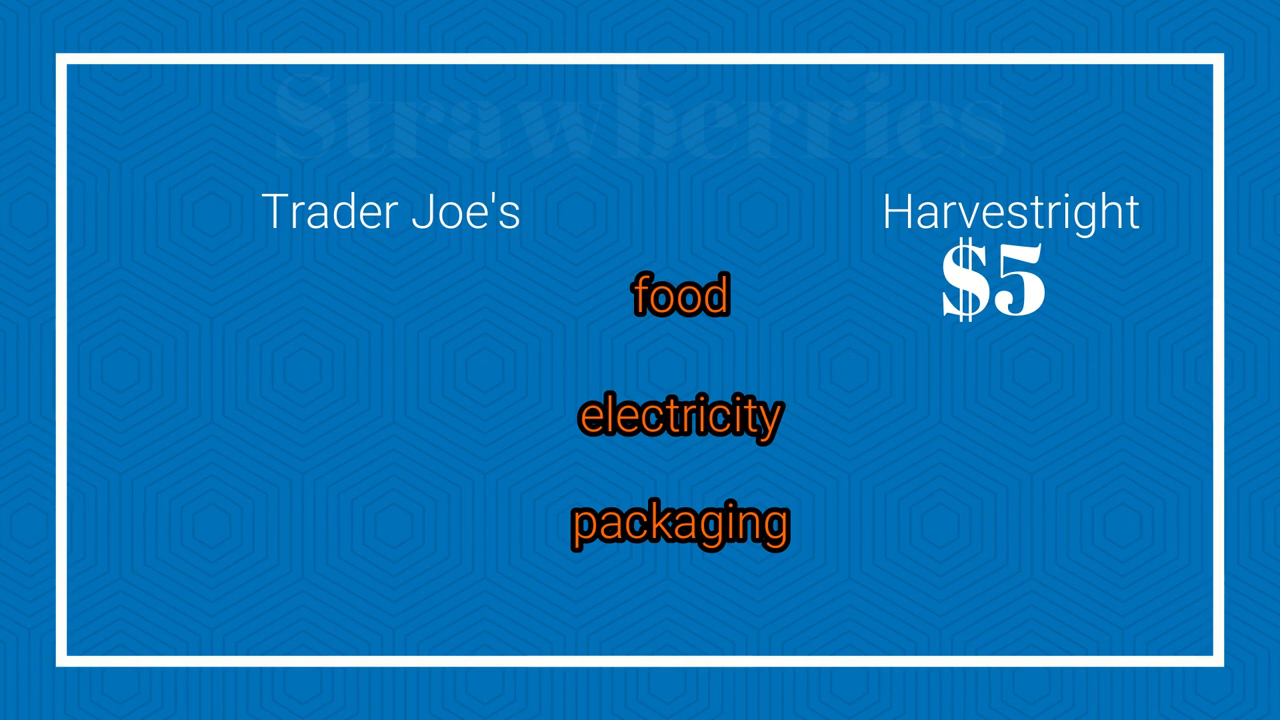 Strawberries
Trader Joe's
Harvestright
$5
food
electricity
packaging